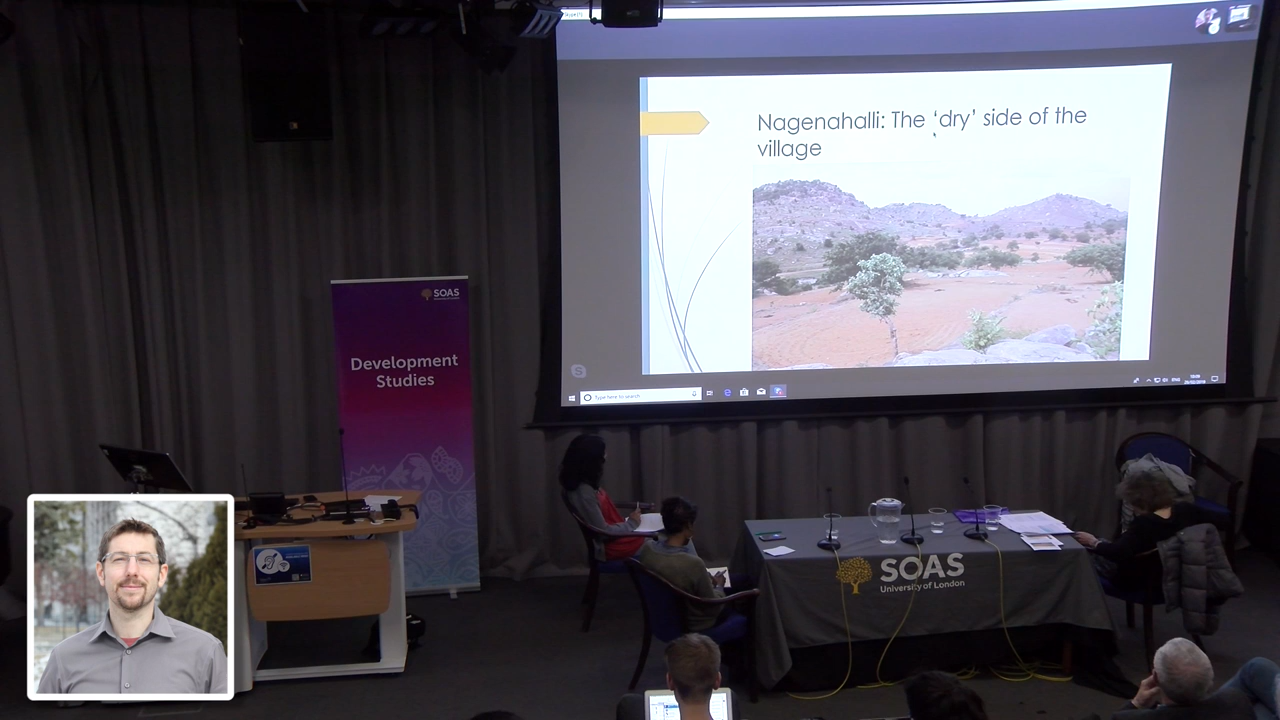 Nagenahalli: The ‘dry’ side of the
village
Type here to search
SOAS
Development
Studies
SOAS
University of London